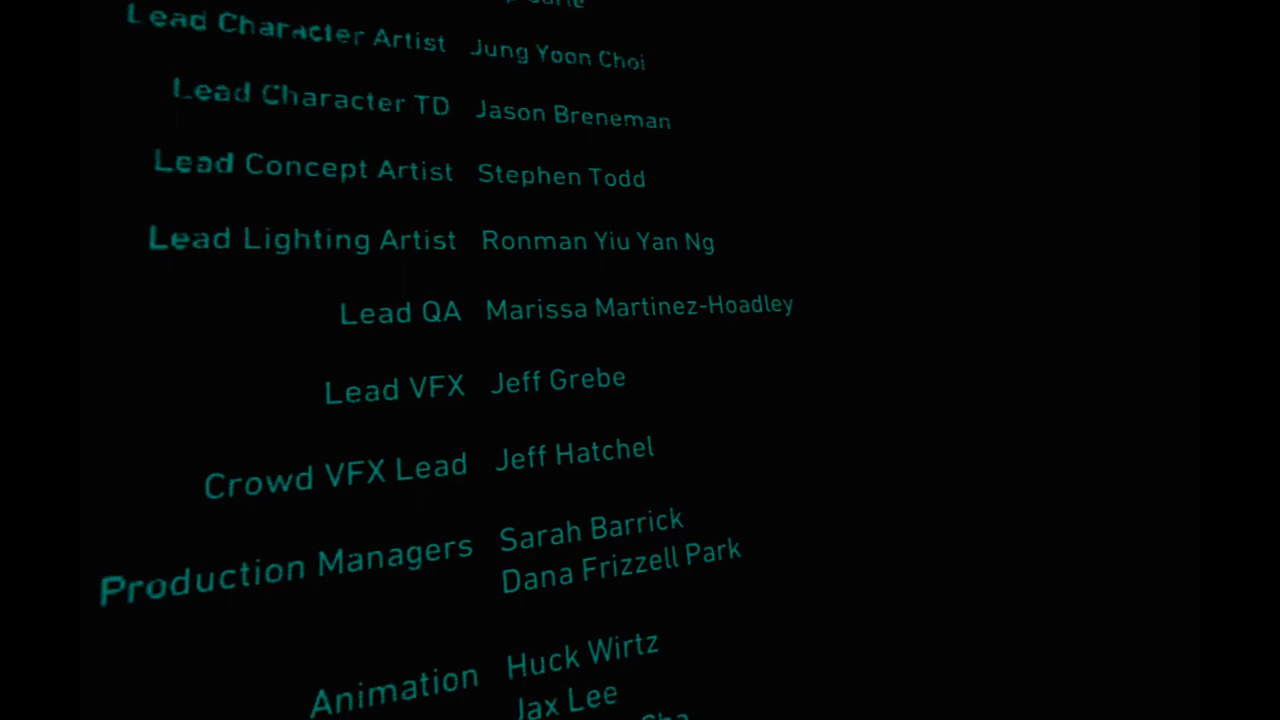 Lead Character Artist Jung Yoon Choi
Lead Character TD Jason Breneman
Lead Concept Artist Stephen Todd
Lead Lighting Artist Ronman Yiu Yan Ng
Lead QA Marissa Martinez-Hoadley
Lead VFX Jeff Grebe
Crowd VFX Lead Jeff Hatchel
Production Managers Sarah Barrick
Dana Frizzell Park
Animation Huck Wirtz
Jax Lee